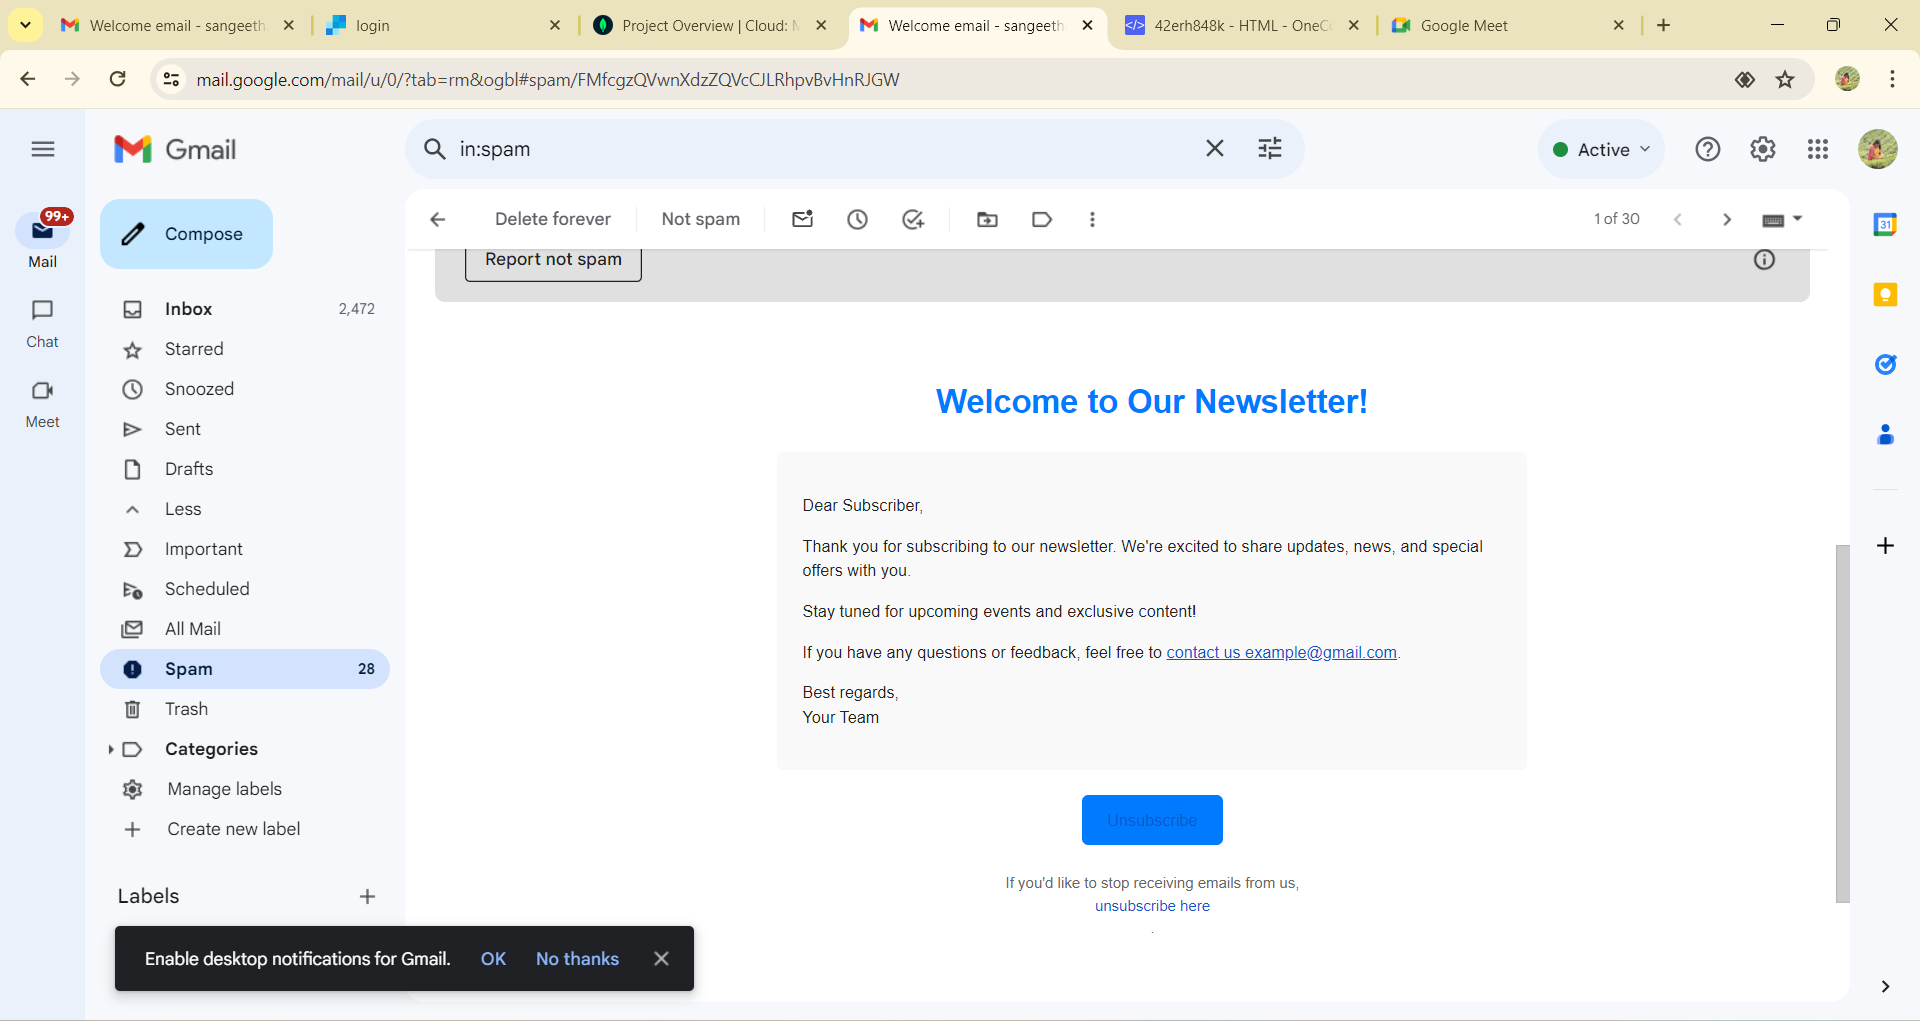 Welcome email - sangeeth
login
Project Overview | Cloud: M
Welcome email - sangeeth
</> 42erh848k - HTML - OneCo
Google Meet
mail.google.com/mail/u/0/?tab=rm&ogbl#spam/FMfcgzQVwnXdzZQVcCJLRhpvBvHnRJGW
Gmail
in:spam
Active
99+
Mail
Chat
Meet
Compose
Inbox 2,472
Starred
Snoozed
Sent
Drafts
Less
Important
Scheduled
All Mail
Spam 28
Trash
Categories
Manage labels
Create new label
Labels
Delete forever
Not spam
1 of 30
31
Report not spam
Welcome to Our Newsletter!
Dear Subscriber,
Thank you for subscribing to our newsletter. We're excited to share updates, news, and special
offers with you.
Stay tuned for upcoming events and exclusive content!
If you have any questions or feedback, feel free to contact us example@gmail.com.
Best regards,
Your Team
Unsubscribe
If you'd like to stop receiving emails from us,
unsubscribe here
.
Enable desktop notifications for Gmail. OK No thanks